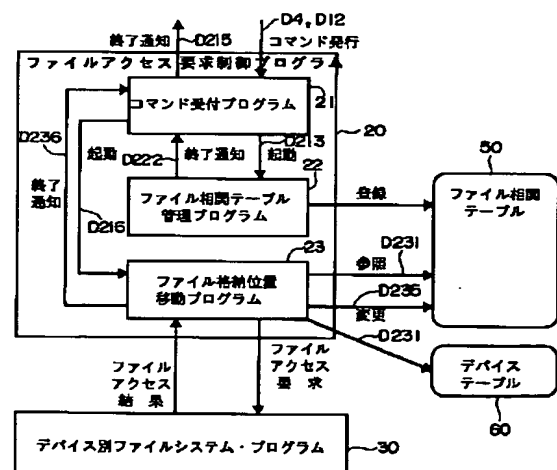 D215
D4, D12
終了通知
コマンド発行
ファイルアクセス要求制御プログラム
コマンド受付プログラム
21
20
D236
起動
D222
終了通知
D213
起動
22
終了
通知
ファイル相関テーブル
管理プログラム
登録
50
ファイル相関
テーブル
D216
23
参照
D231
ファイル格納位置
移動プログラム
D235
変更
D231
ファイル
アクセス
結果
ファイル
アクセス
要求
デバイス
テーブル
60
デバイス別ファイルシステム・プログラム
30